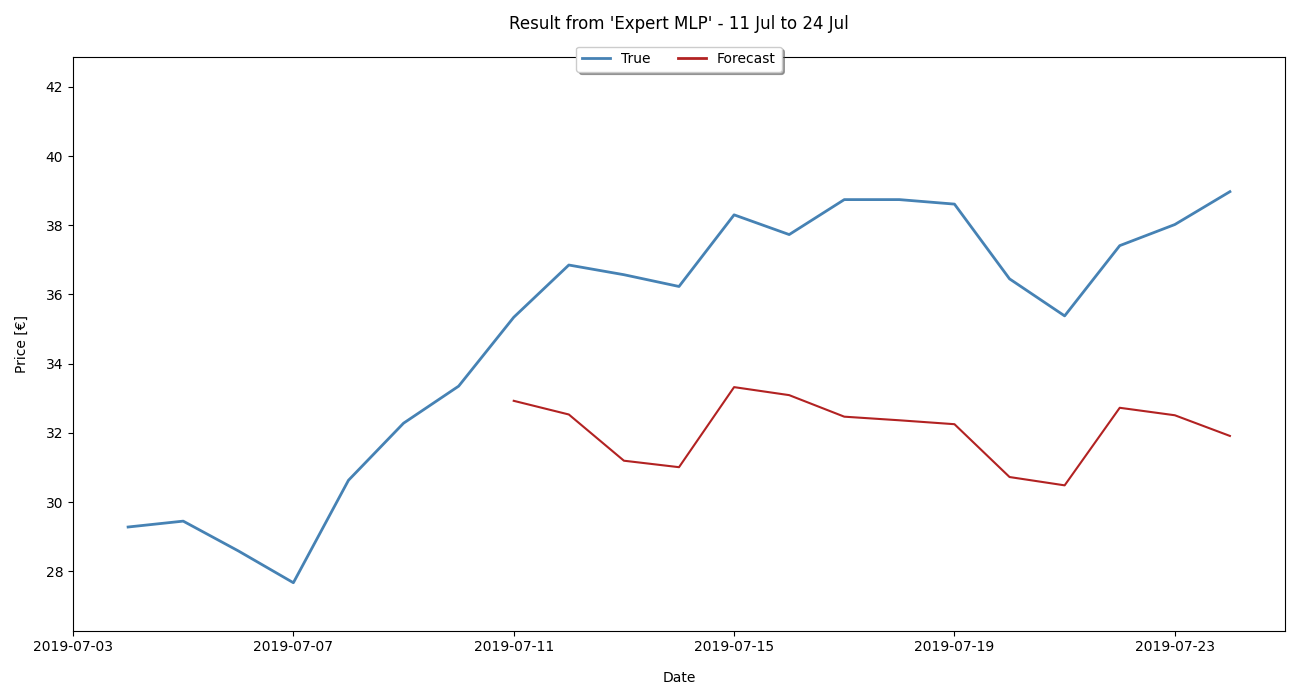 Result from 'Expert MLP' - 11 Jul to 24 Jul
True Forecast
42
40
38
36
34
32
30
28
Price [€]
2019-07-03 2019-07-07 2019-07-11 2019-07-15 2019-07-19 2019-07-23
Date